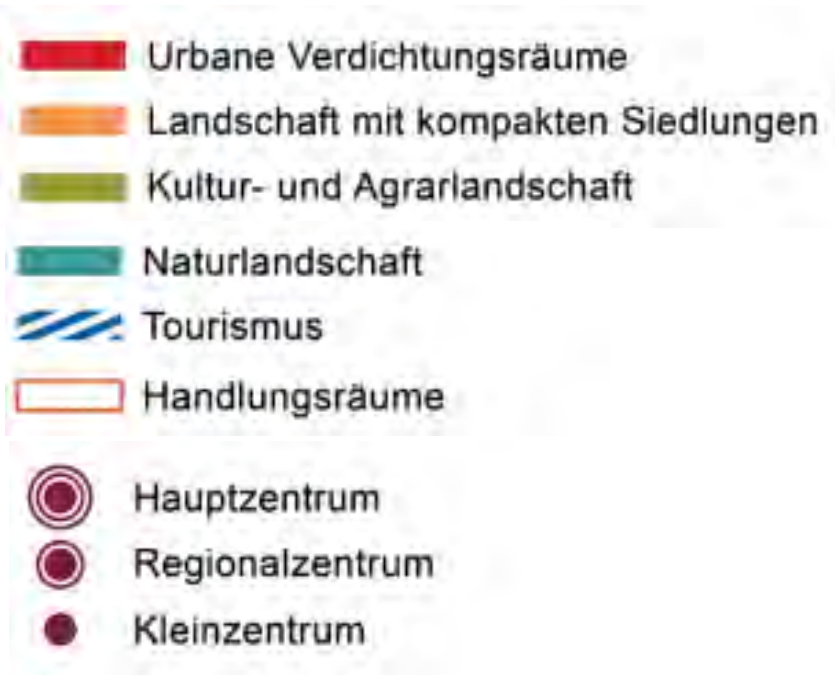 Urbane Verdichtungsräume
Landschaft mit kompakten Siedlungen
Kultur- und Agrarlandschaft
Naturlandschaft
Tourismus
Handlungsräume
Hauptzentrum
Regionalzentrum
Kleinzentrum